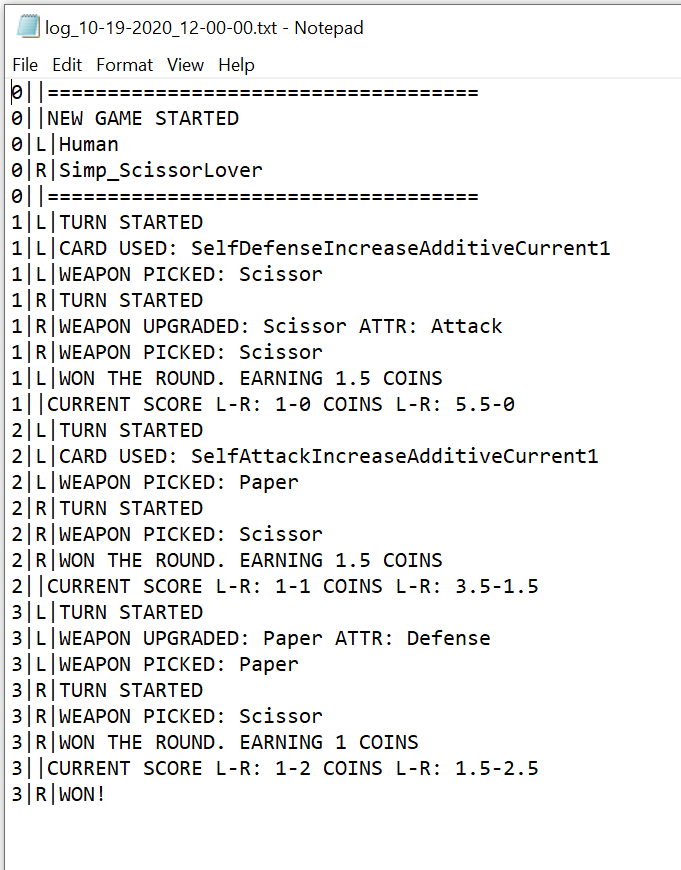 log_10-19-2020_12-00-00.txt - Notepad
File Edit Format View Help
0||====================================
0||NEW GAME STARTED
0|L|Human
0|R|Simp_ScissorLover
0||====================================
1|L|TURN STARTED
1|L|CARD USED: SelfDefenseIncreaseAdditiveCurrent1
1|L|WEAPON PICKED: Scissor
1|R|TURN STARTED
1|R|WEAPON UPGRADED: Scissor ATTR: Attack
1|R|WEAPON PICKED: Scissor
1|L|WON THE ROUND. EARNING 1.5 COINS
1||CURRENT SCORE L-R: 1-0 COINS L-R: 5.5-0
2|L|TURN STARTED
2|L|CARD USED: SelfAttackIncreaseAdditiveCurrent1
2|L|WEAPON PICKED: Paper
2|R|TURN STARTED
2|R|WEAPON PICKED: Scissor
2|R|WON THE ROUND. EARNING 1.5 COINS
2||CURRENT SCORE L-R: 1-1 COINS L-R: 3.5-1.5
3|L|TURN STARTED
3|L|WEAPON UPGRADED: Paper ATTR: Defense
3|L|WEAPON PICKED: Paper
3|R|TURN STARTED
3|R|WEAPON PICKED: Scissor
3|R|WON THE ROUND. EARNING 1 COINS
3||CURRENT SCORE L-R: 1-2 COINS L-R: 1.5-2.5
3|R|WON!